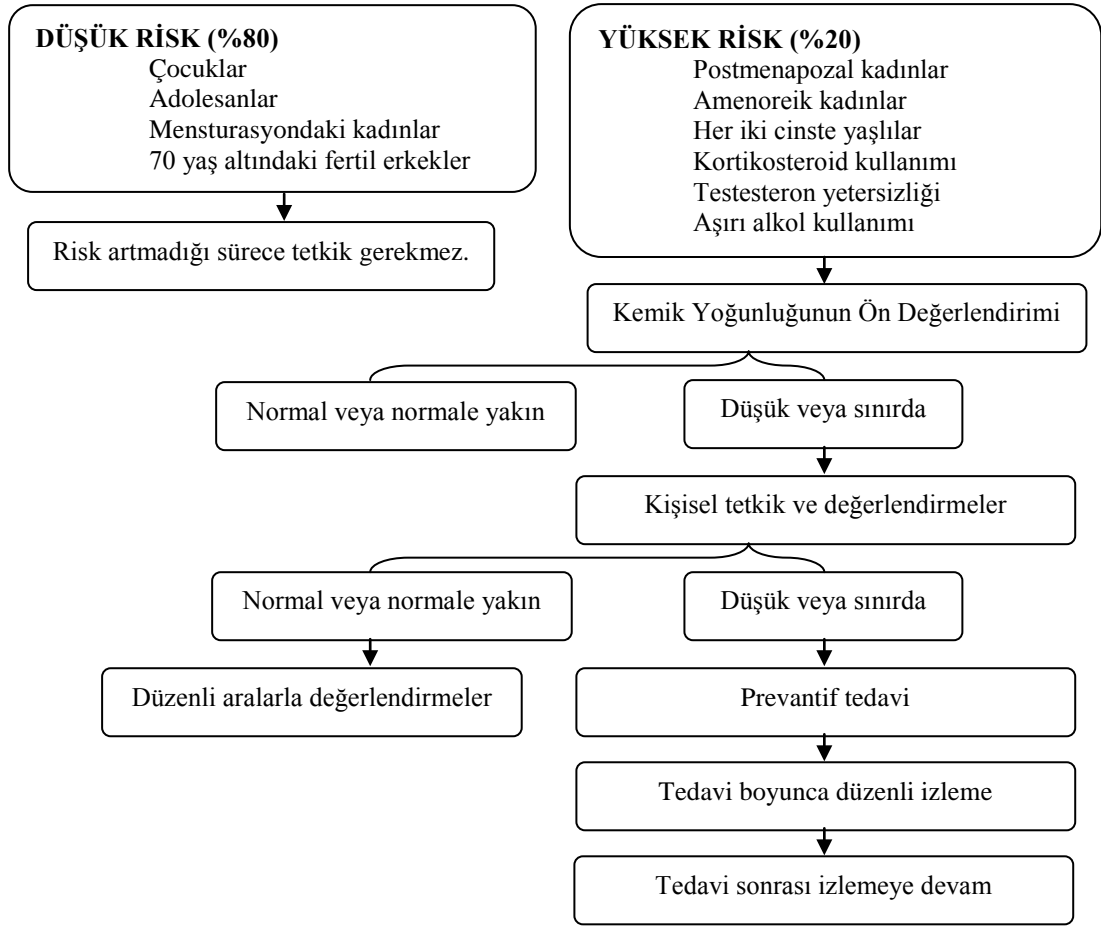 DÜŞÜK RİSK (%80)
Çocuklar
Adolesanlar
Mensturasyondaki kadınlar
70 yaş altındaki fertil erkekler
Risk artmadığı sürece tetkik gerekmez.
YÜKSEK RİSK (%20)
Postmenapozal kadınlar
Amenoreik kadınlar
Her iki cinste yaşlılar
Kortikosteroid kullanımı
Testesteron yetersizliği
Aşırı alkol kullanımı
Kemik Yoğunluğunun Ön Değerlendirimi
Normal veya normale yakın
Düşük veya sınırda
Kişisel tetkik ve değerlendirmeler
Normal veya normale yakın
Düşük veya sınırda
Düzenli aralarla değerlendirmeler
Prevantif tedavi
Tedavi boyunca düzenli izleme
Tedavi sonrası izlemeye devam